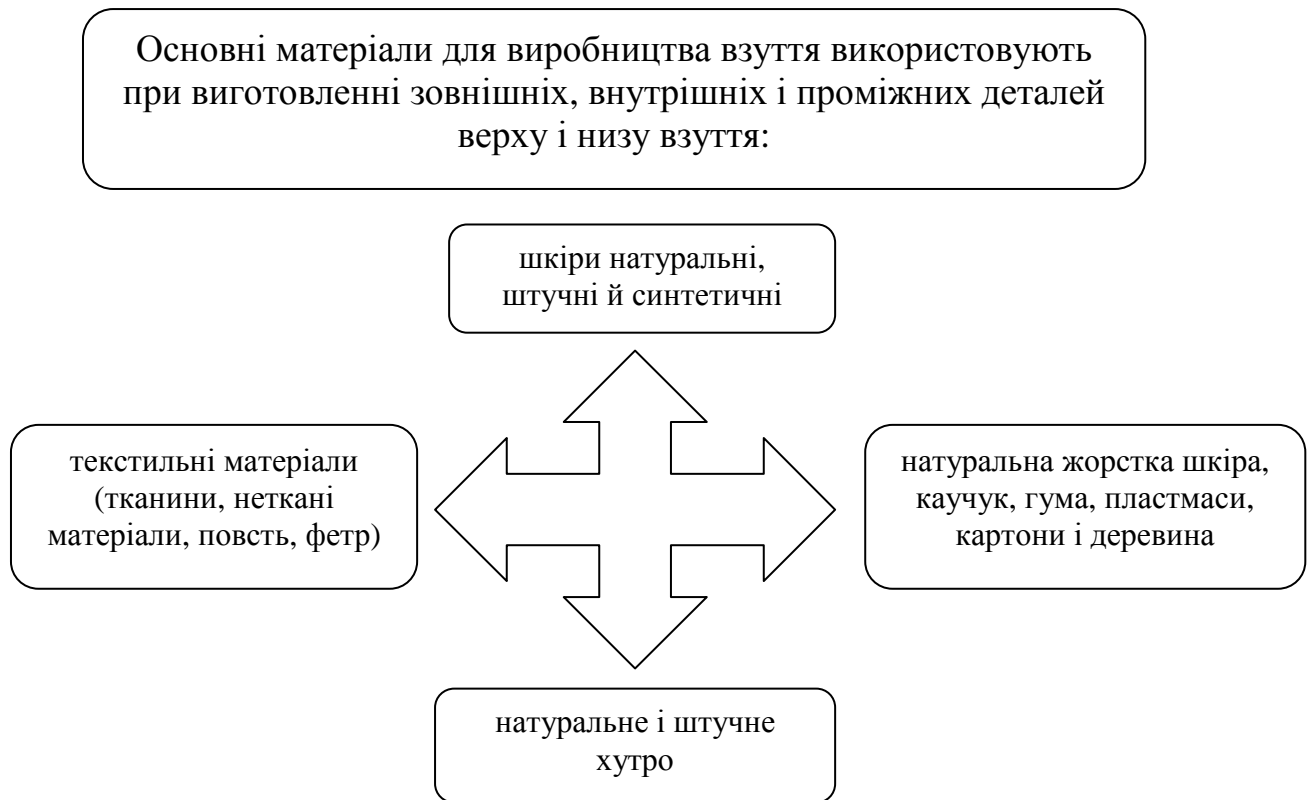 Основні матеріали для виробництва взуття використовують
при виготовленні зовнішніх, внутрішніх і проміжних деталей
верху і низу взуття:
шкіри натуральні,
штучні й синтетичні
текстильні матеріали
(тканини, неткані
матеріали, повсть, фетр)
натуральна жорстка шкіра,
каучук, гума, пластмаси,
картони і деревина
натуральне і штучне
хутро